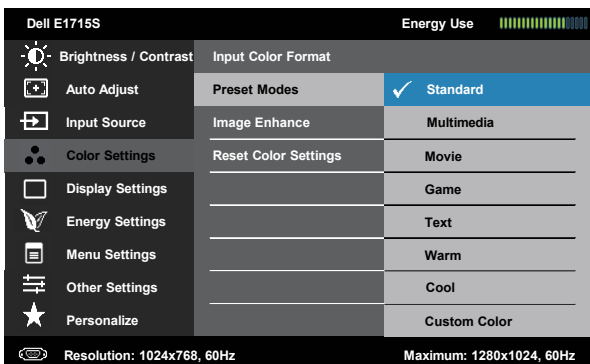 Dell E1715S Energy Use
Brightness / Contrast Input Color Format
Auto Adjust Preset Modes Standard
Input Source Image Enhance Multimedia
Color Settings Reset Color Settings Movie
Display Settings Game
Energy Settings Text
Menu Settings Warm
Other Settings Cool
Personalize Custom Color
Resolution: 1024x768, 60Hz Maximum: 1280x1024, 60Hz